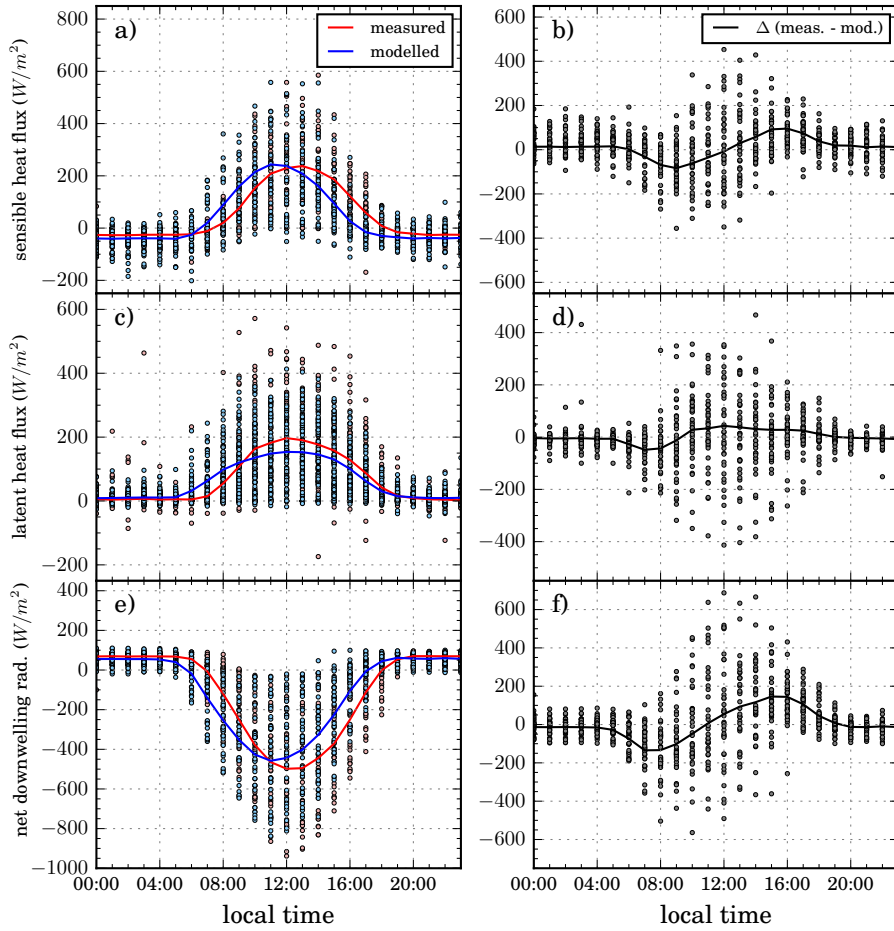 a)
measured
modelled
800
600
400
200
0
−200
sensible heat flux (W/m²)
b)
Δ (meas. - mod.)
600
400
200
0
−200
−400
−600
c)
600
400
200
0
−200
latent heat flux (W/m²)
d)
400
200
0
−200
−400
e)
400
200
0
−200
−400
−600
−800
−1000
net downwelling rad. (W/m²)
00:00 04:00 08:00 12:00 16:00 20:00
local time
f)
600
400
200
0
−200
−400
−600
00:00 04:00 08:00 12:00 16:00 20:00
local time